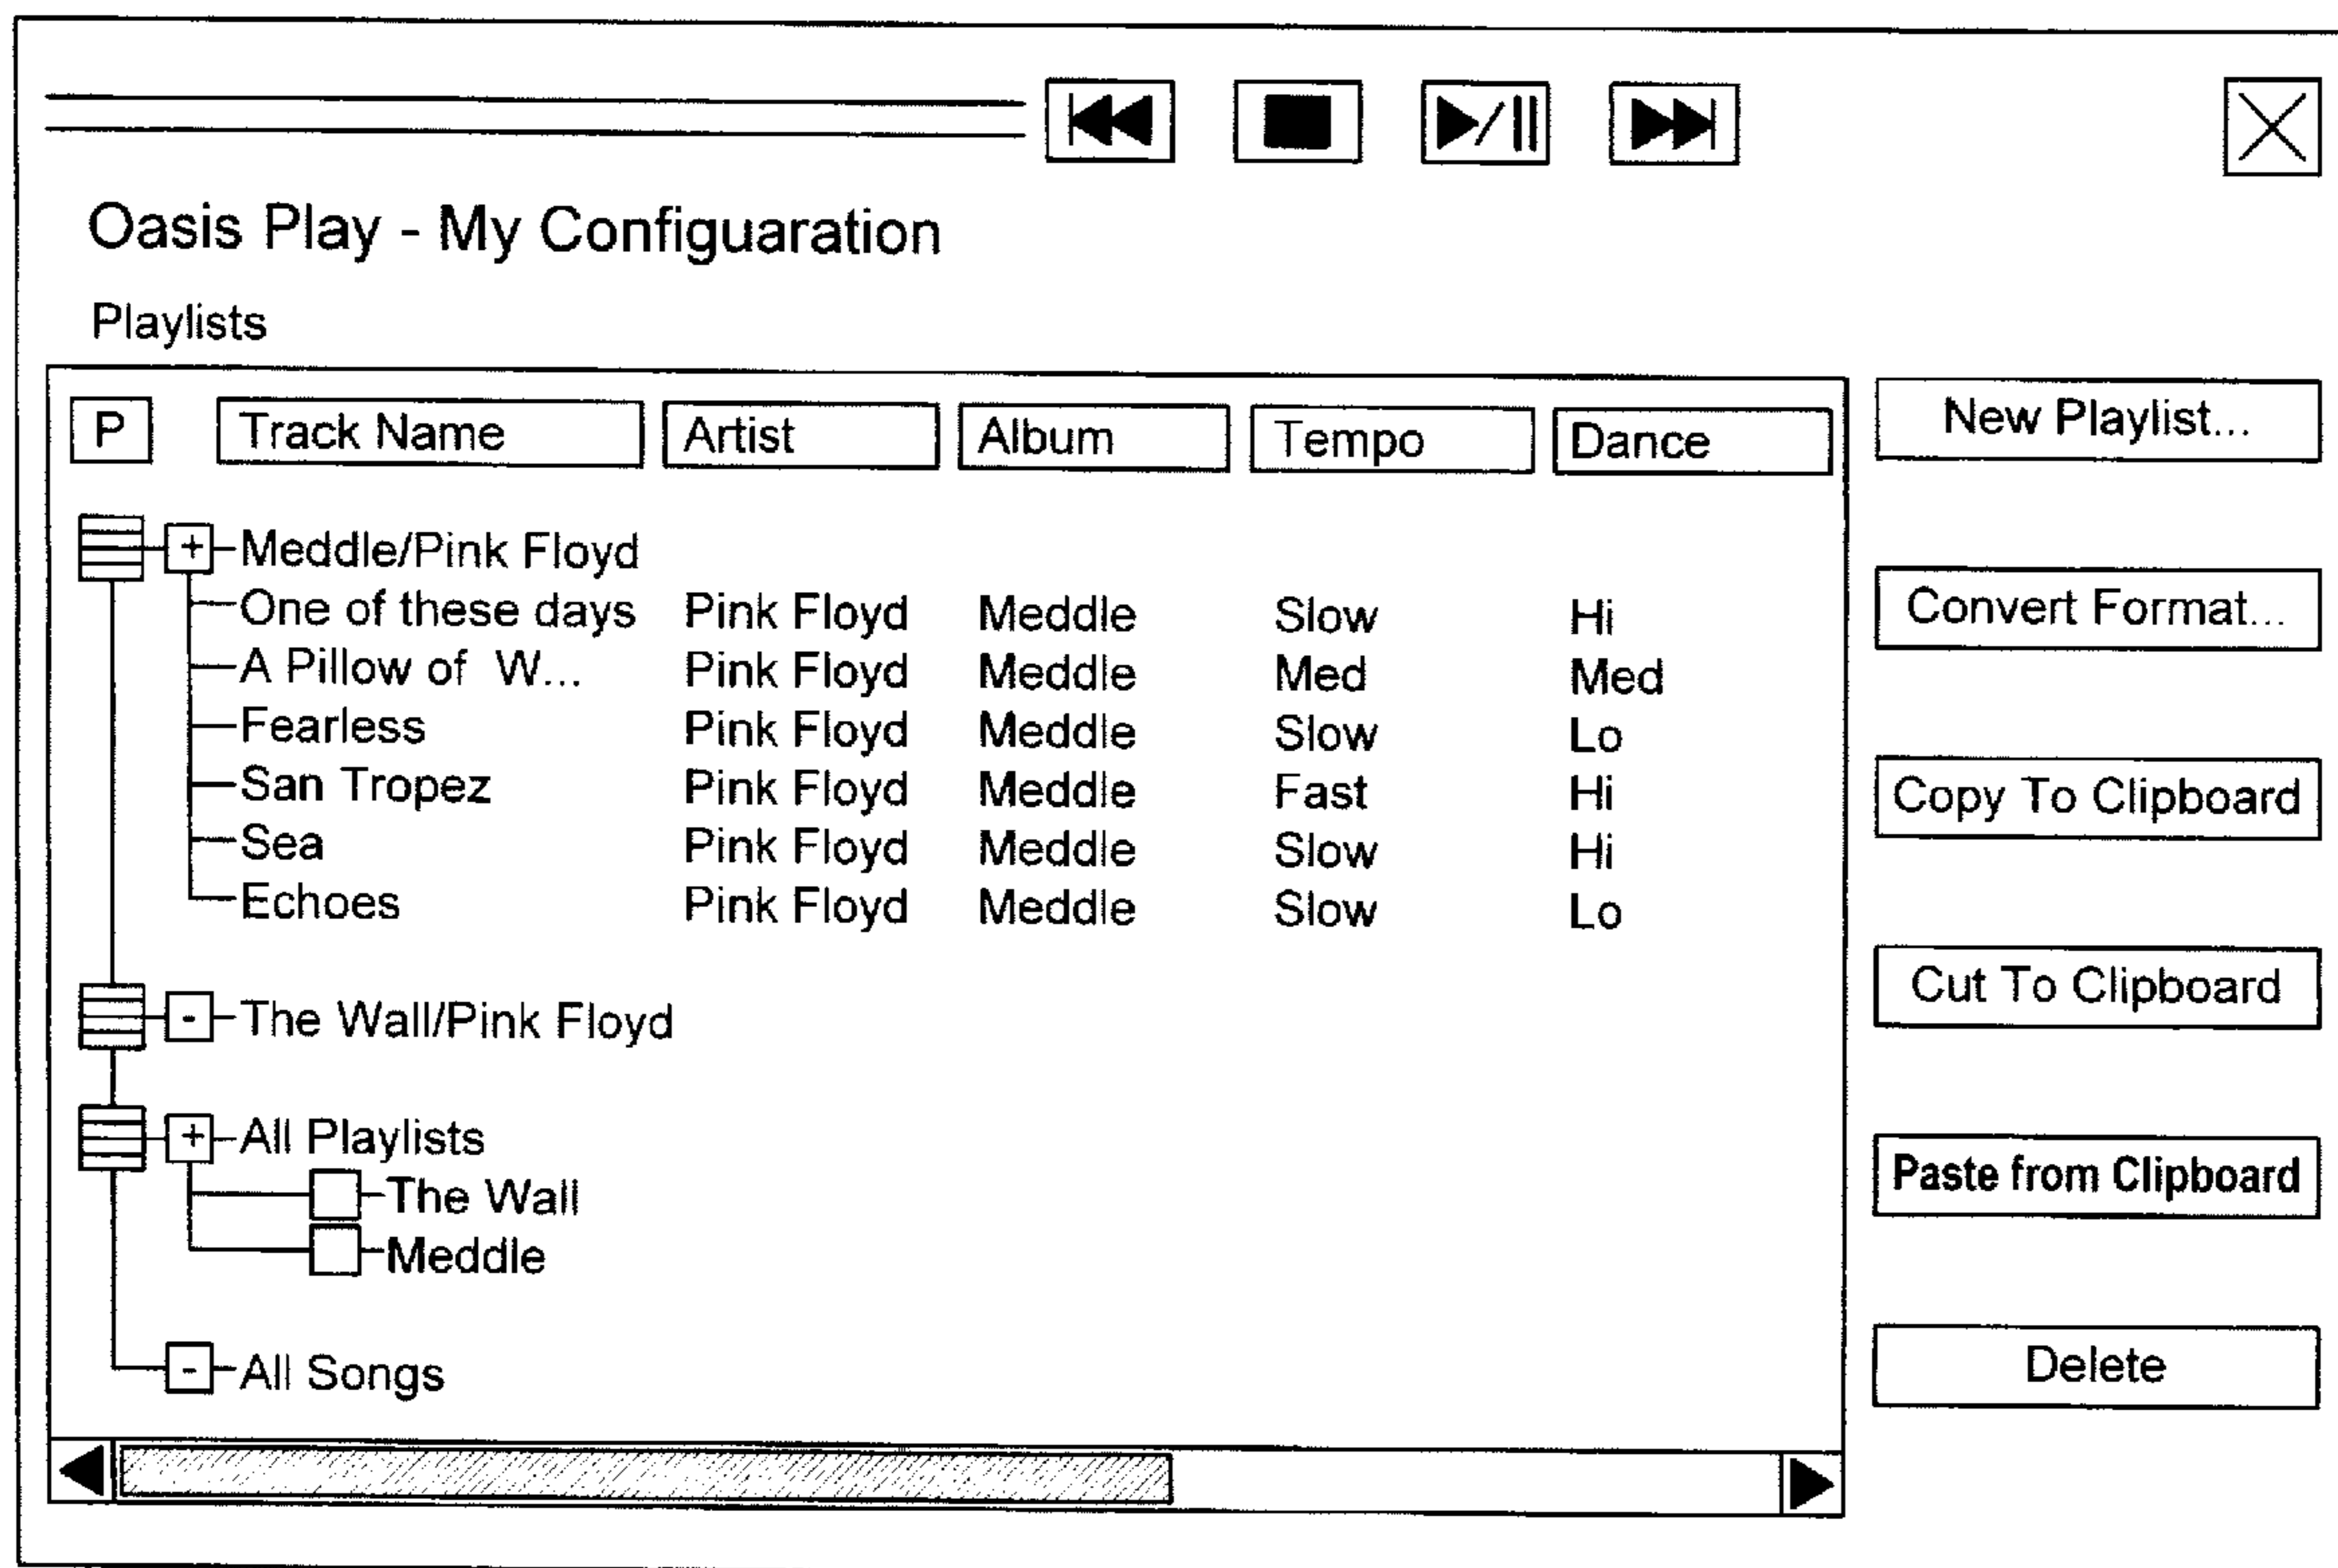 Oasis Play - My Configuaration
Playlists
P Track Name Artist Album Tempo Dance
+ Meddle/Pink Floyd
One of these days Pink Floyd Meddle Slow Hi
A Pillow of W... Pink Floyd Meddle Med Med
Fearless Pink Floyd Meddle Slow Lo
San Tropez Pink Floyd Meddle Fast Hi
Sea Pink Floyd Meddle Slow Hi
Echoes Pink Floyd Meddle Slow Lo
- The Wall/Pink Floyd
+ All Playlists
The Wall
Meddle
- All Songs
New Playlist...
Convert Format...
Copy To Clipboard
Cut To Clipboard
Paste from Clipboard
Delete